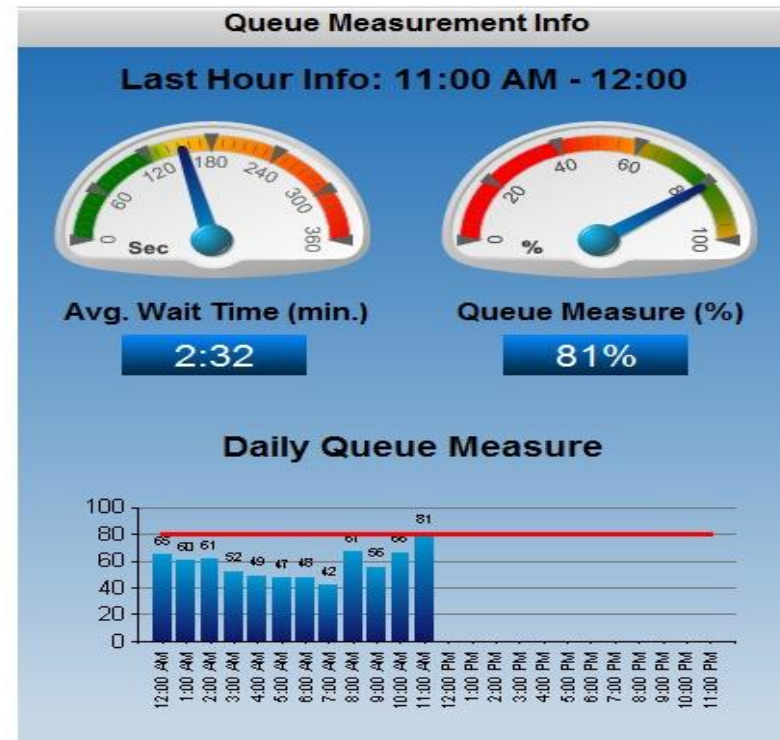 Queue Measurement Info
Last Hour Info: 11:00 AM - 12:00
0 60 120 180 240 300 360
Sec
0 20 40 60 80 100
%
Avg. Wait Time (min.)
Queue Measure (%)
2:32
81%
Daily Queue Measure
100
80
60
40
20
0
65 60 61 52 49 47 48 42 56 66 81
12:00 AM
1:00 AM
2:00 AM
3:00 AM
4:00 AM
5:00 AM
6:00 AM
7:00 AM
8:00 AM
9:00 AM
10:00 AM
11:00 AM
12:00 PM
1:00 PM
2:00 PM
3:00 PM
4:00 PM
5:00 PM
6:00 PM
7:00 PM
8:00 PM
9:00 PM
10:00 PM
11:00 PM